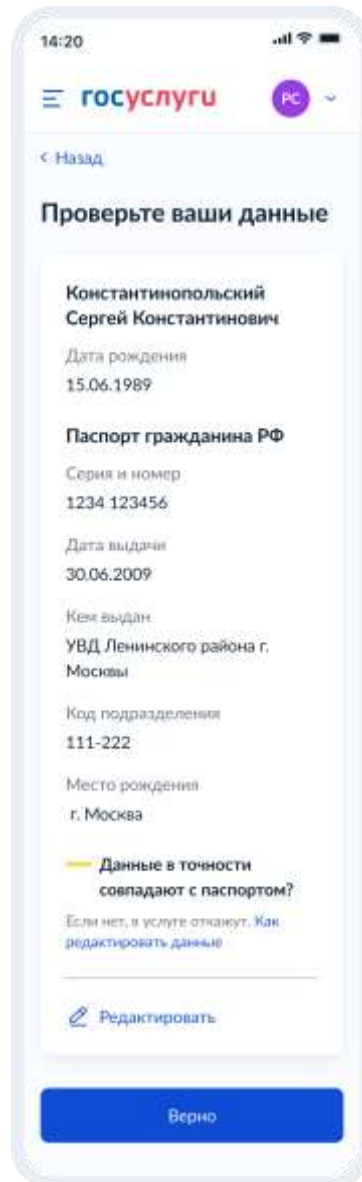 14:20
госуслуги
РС
Назад
Проверьте ваши данные
Константинопольский
Сергей Константинович
Дата рождения
15.06.1989
Паспорт гражданина РФ
Серия и номер
1234 123456
Дата выдачи
30.06.2009
Кем выдан
УВД Ленинского района г.
Москвы
Код подразделения
111-222
Место рождения
г. Москва
Данные в точности
совпадают с паспортом?
Если нет, в услуге откажут. Как
редактировать данные
Редактировать
Верно